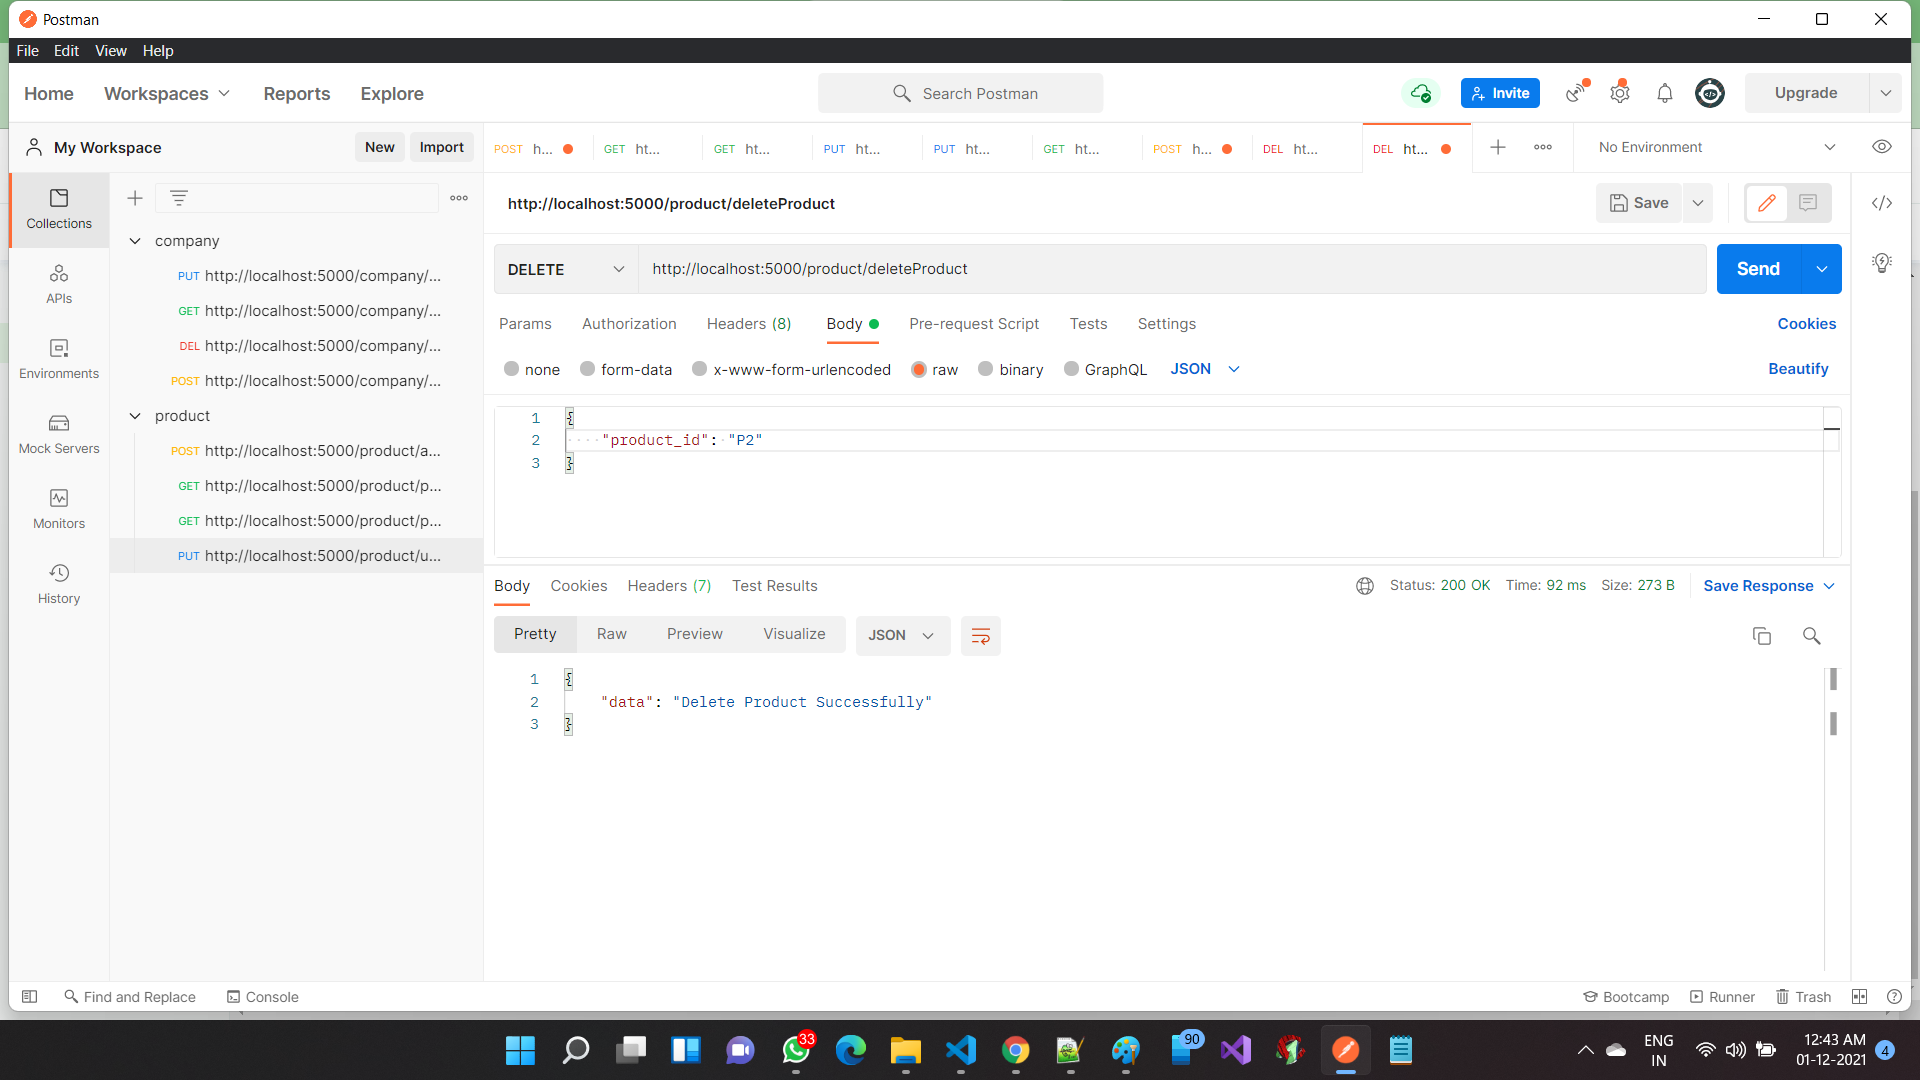 Postman
File Edit View Help
Home Workspaces Reports Explore
Search Postman
Invite
Upgrade
My Workspace
New Import
POST h...
GET ht...
GET ht...
PUT ht...
PUT ht...
GET ht...
POST h...
DEL ht...
DEL ht...
No Environment
Collections
APIs
Environments
Mock Servers
Monitors
History
company
PUT http://localhost:5000/company/...
GET http://localhost:5000/company/...
DEL http://localhost:5000/company/...
POST http://localhost:5000/company/...
product
POST http://localhost:5000/product/a...
GET http://localhost:5000/product/p...
GET http://localhost:5000/product/p...
PUT http://localhost:5000/product/u...
http://localhost:5000/product/deleteProduct
Save
DELETE http://localhost:5000/product/deleteProduct
Send
Params Authorization Headers (8) Body Pre-request Script Tests Settings
Cookies
none form-data x-www-form-urlencoded raw binary GraphQL JSON
Beautify
1 {
2 "product_id": "P2"
3 }
Body Cookies Headers (7) Test Results
Status: 200 OK Time: 92 ms Size: 273 B
Save Response
Pretty Raw Preview Visualize JSON
1 {
2 "data": "Delete Product Successfully"
3 }
Find and Replace Console
Bootcamp Runner Trash
33
90
ENG
IN
12:43 AM
01-12-2021
4